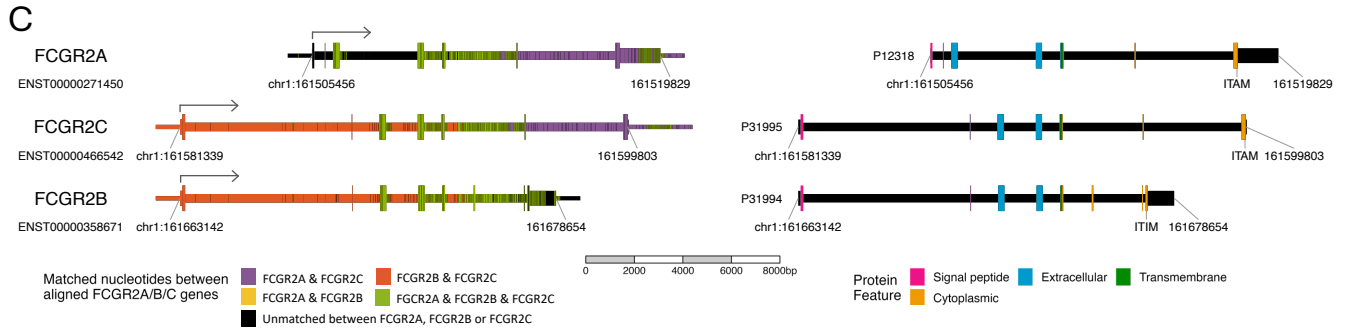 C
FCGR2A
ENST00000271450
chr1:161505456
161519829
P12318
chr1:161505456
ITAM
161519829
FCGR2C
ENST00000466542
chr1:161581339
161599803
P31995
chr1:161581339
ITAM
161599803
FCGR2B
ENST00000358671
chr1:161663142
161678654
P31994
chr1:161663142
ITIM
161678654
0 2000 4000 6000 8000bp
Matched nucleotides between
aligned FCGR2A/B/C genes
FCGR2A & FCGR2C
FCGR2B & FCGR2C
FCGR2A & FCGR2B
FGCR2A & FCGR2B & FCGR2C
Unmatched between FCGR2A, FCGR2B or FCGR2C
Protein
Feature
Signal peptide
Extracellular
Transmembrane
Cytoplasmic